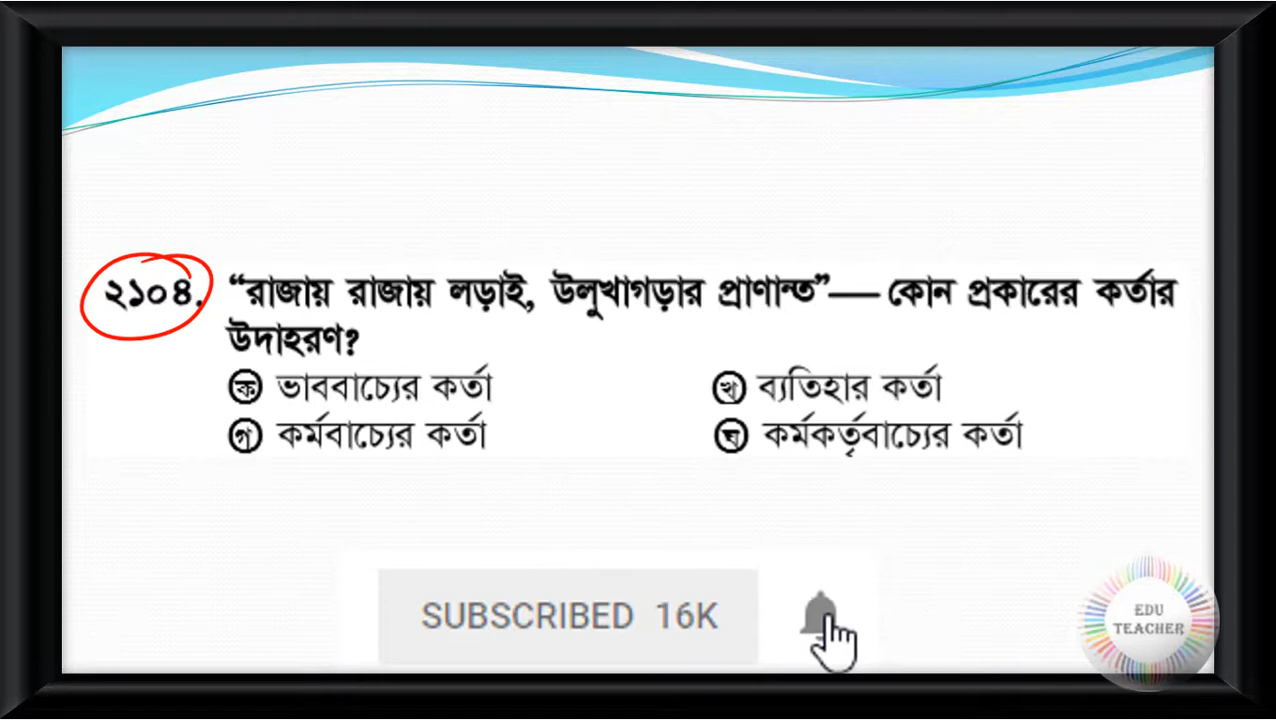 ২১০৪. “রাজায় রাজায় লড়াই, উলুখাগড়ার প্রাণান্ত”— কোন প্রকারের কর্তার
উদাহরণ?
ক ভাববাচ্যের কর্তা খ ব্যতিহার কর্তা
গ কর্মবাচ্যের কর্তা ঘ কর্মকর্তৃবাচ্যের কর্তা
SUBSCRIBED 16K
EDU
TEACHER